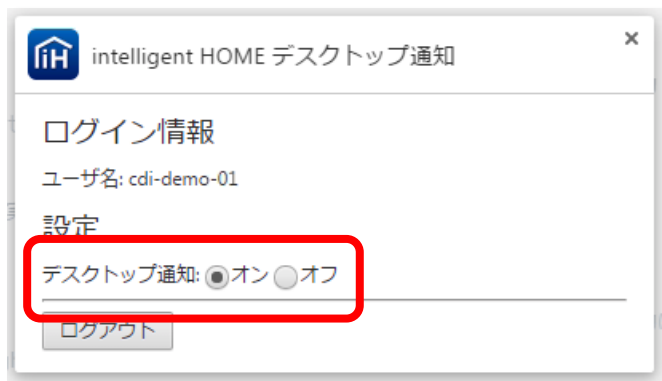 iH intelligent HOME デスクトップ通知 ×
ログイン情報
ユーザ名: cdi-demo-01
設定
デスクトップ通知: オン オフ
ログアウト